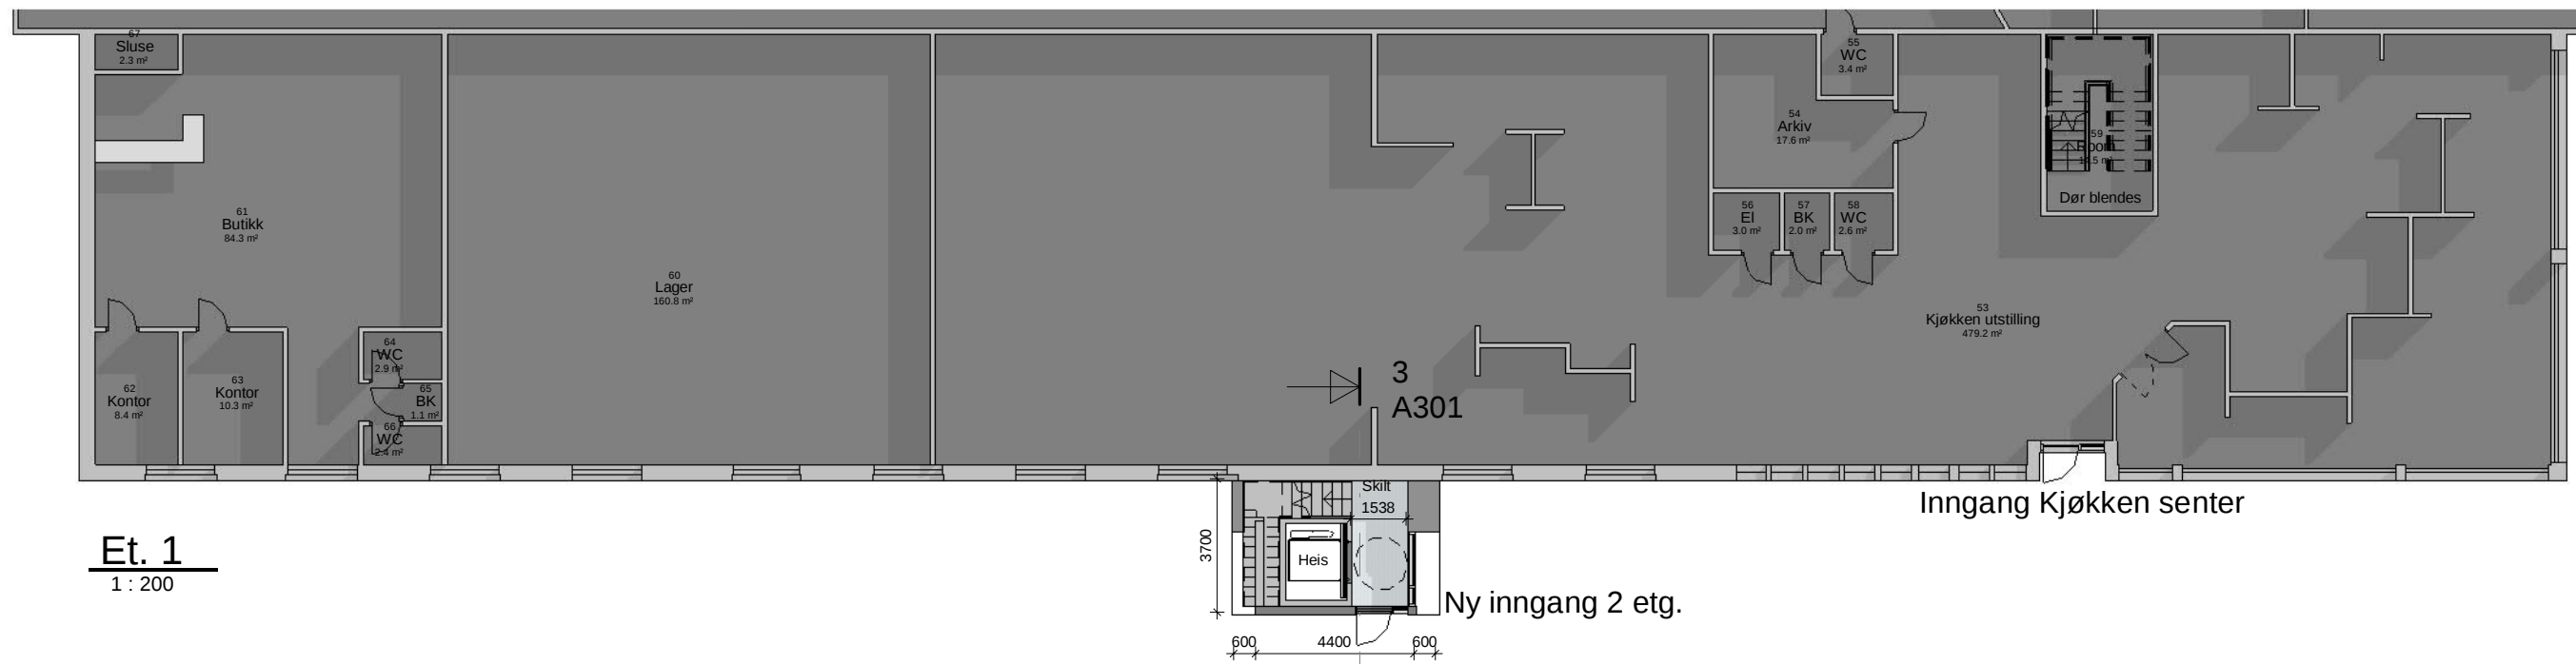 67
Sluse
2.3 m²
55
WC
3.4 m²
54
Arkiv
17.6 m²
59
Room
Dør blendes
61
Butikk
84.3 m²
56
El
3.0 m²
57
BK
2.0 m²
58
WC
2.6 m²
60
Lager
160.8 m²
53
Kjøkken utstilling
479.2 m²
64
WC
2.9 m²
62
Kontor
8.4 m²
63
Kontor
10.3 m²
65
BK
1.1 m²
66
WC
2.4 m²
3
A301
Skilt
1538
Inngang Kjøkken senter
3700
Heis
Et. 1
1 : 200
Ny inngang 2 etg.
600
4400
600